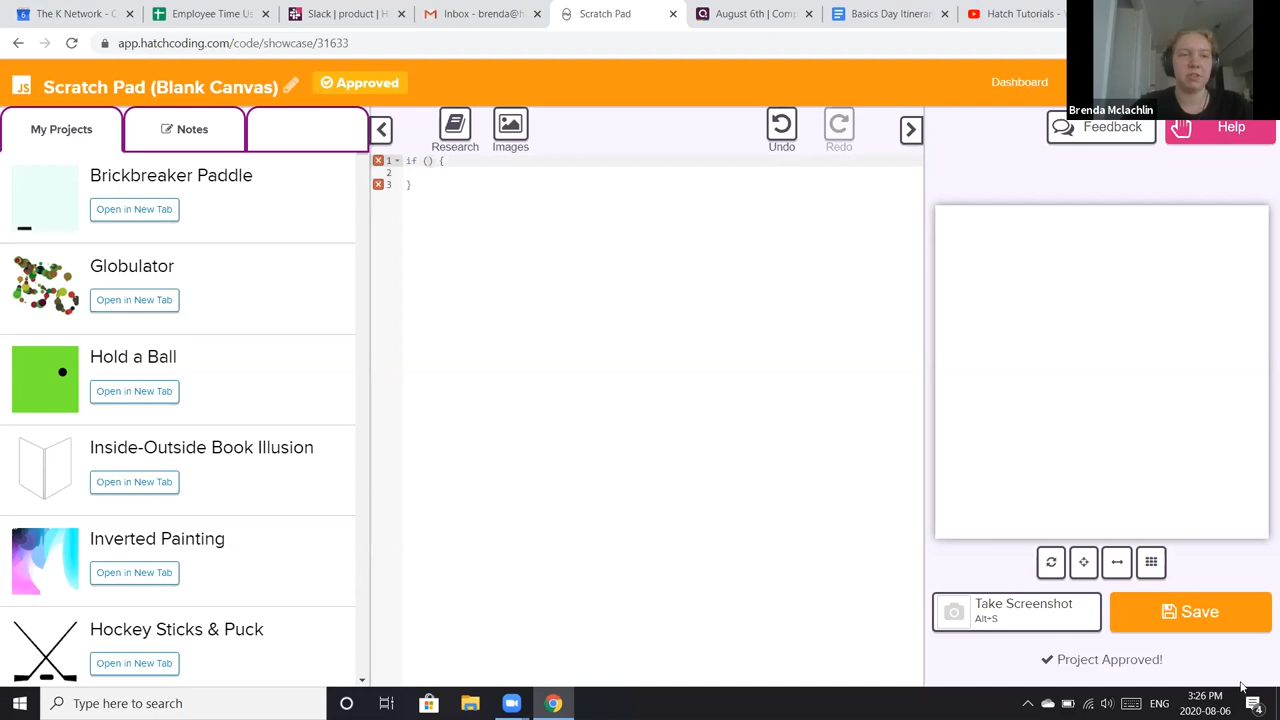 The K Network - C
Employee Time Us
Slack | product | H
Inbox - brenda@h
Scratch Pad
August 6th | Comp
Basics Day Itinerar
Hatch Tutorials -
app.hatchcoding.com/code/showcase/31633
JS Scratch Pad (Blank Canvas) Approved
Dashboard
Brenda Mclachlin
My Projects
Notes
Research
Images
Undo
Redo
Feedback
Help
1 if () {
2
3 }
Brickbreaker Paddle
Open in New Tab
Globulator
Open in New Tab
Hold a Ball
Open in New Tab
Inside-Outside Book Illusion
Open in New Tab
Inverted Painting
Open in New Tab
Hockey Sticks & Puck
Open in New Tab
Take Screenshot
Alt+S
Save
Project Approved!
Type here to search
ENG
3:26 PM
2020-08-06
4